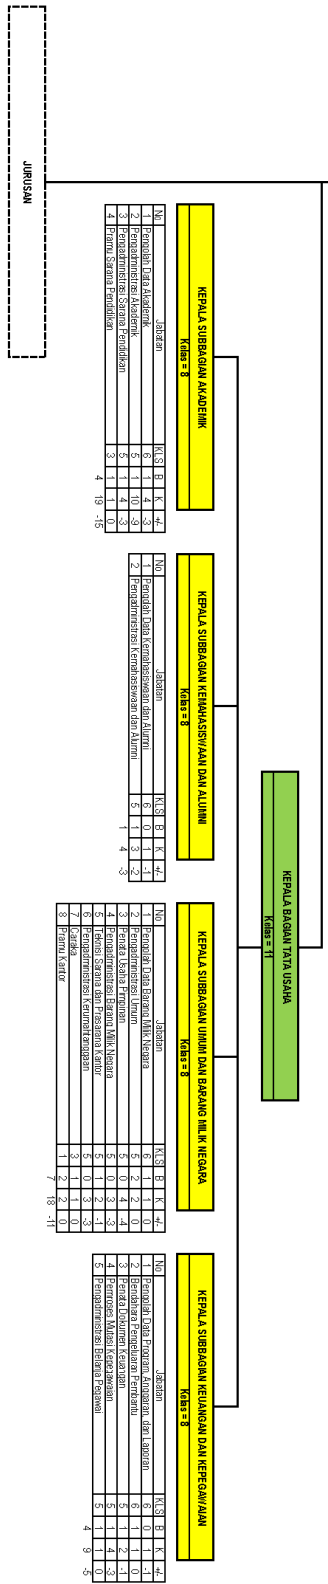 KEPALA BAGIAN TATA USAHA
Kelas = 11
KEPALA SUBBAGIAN AKADEMIK
Kelas = 8
No Jabatan KLS B K +/-
1 Pengolah Data Akademik 6 1 4 -3
2 Pengadministrasi Akademik 5 1 10 -9
3 Pengadministrasi Sarana Pendidikan 5 1 4 -3
4 Pramu Sarana Pendidikan 3 1 1 0
4 19 -15
KEPALA SUBBAGIAN KEMAHASISWAAN DAN ALUMNI
Kelas = 8
No Jabatan KLS B K +/-
1 Pengolah Data Kemahasiswaan dan Alumni 6 0 1 -1
2 Pengadministrasi Kemahasiswaan dan Alumni 5 1 3 -2
1 4 -3
KEPALA SUBBAGIAN UMUM DAN BARANG MILIK NEGARA
Kelas = 8
No Jabatan KLS B K +/-
1 Pengolah Data Barang Milik Negara 6 1 1 0
2 Pengadministrasi Umum 5 2 2 0
3 Penata Usaha Pimpinan 5 0 4 -4
4 Pengadministrasi Barang Milik Negara 5 0 3 -3
5 Teknisi Sarana dan Prasarana Kantor 5 1 2 -1
6 Pengadministrasi Kerumahtanggaan 5 0 3 -3
7 Caraka 3 1 1 0
8 Pramu Kantor 1 2 2 0
7 18 -11
KEPALA SUBBAGIAN KEUANGAN DAN KEPEGAWAIAN
Kelas = 8
No Jabatan KLS B K +/-
1 Pengolah Data Program, Anggaran, dan Laporan 6 0 1 -1
2 Bendahara Pengeluaran Pembantu 6 1 1 0
3 Penata Dokumen Keuangan 5 1 2 -1
4 Pemroses Mutasi Kepegawaian 5 1 4 -3
5 Pengadministrasi Belanja Pegawai 5 1 1 0
4 9 -5
JURUSAN